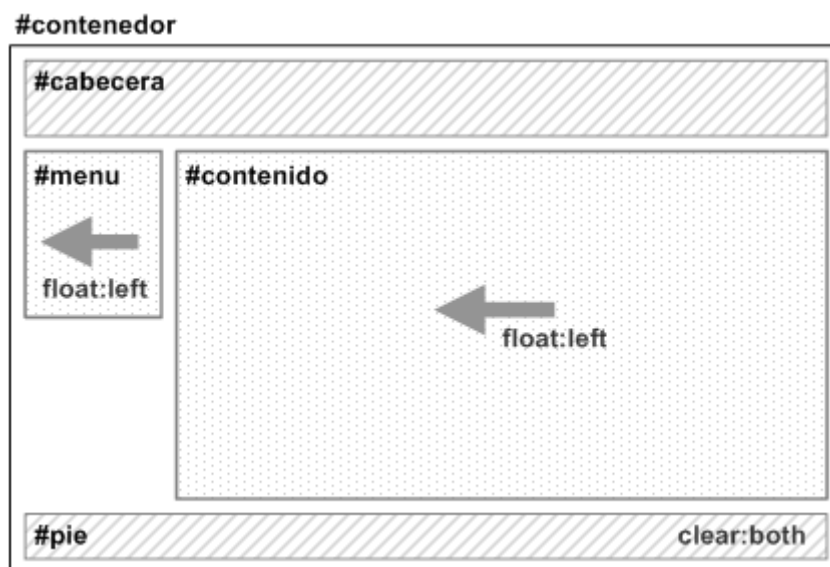 #contenedor
#cabecera
#menu
float:left
#contenido
float:left
#pie
clear:both